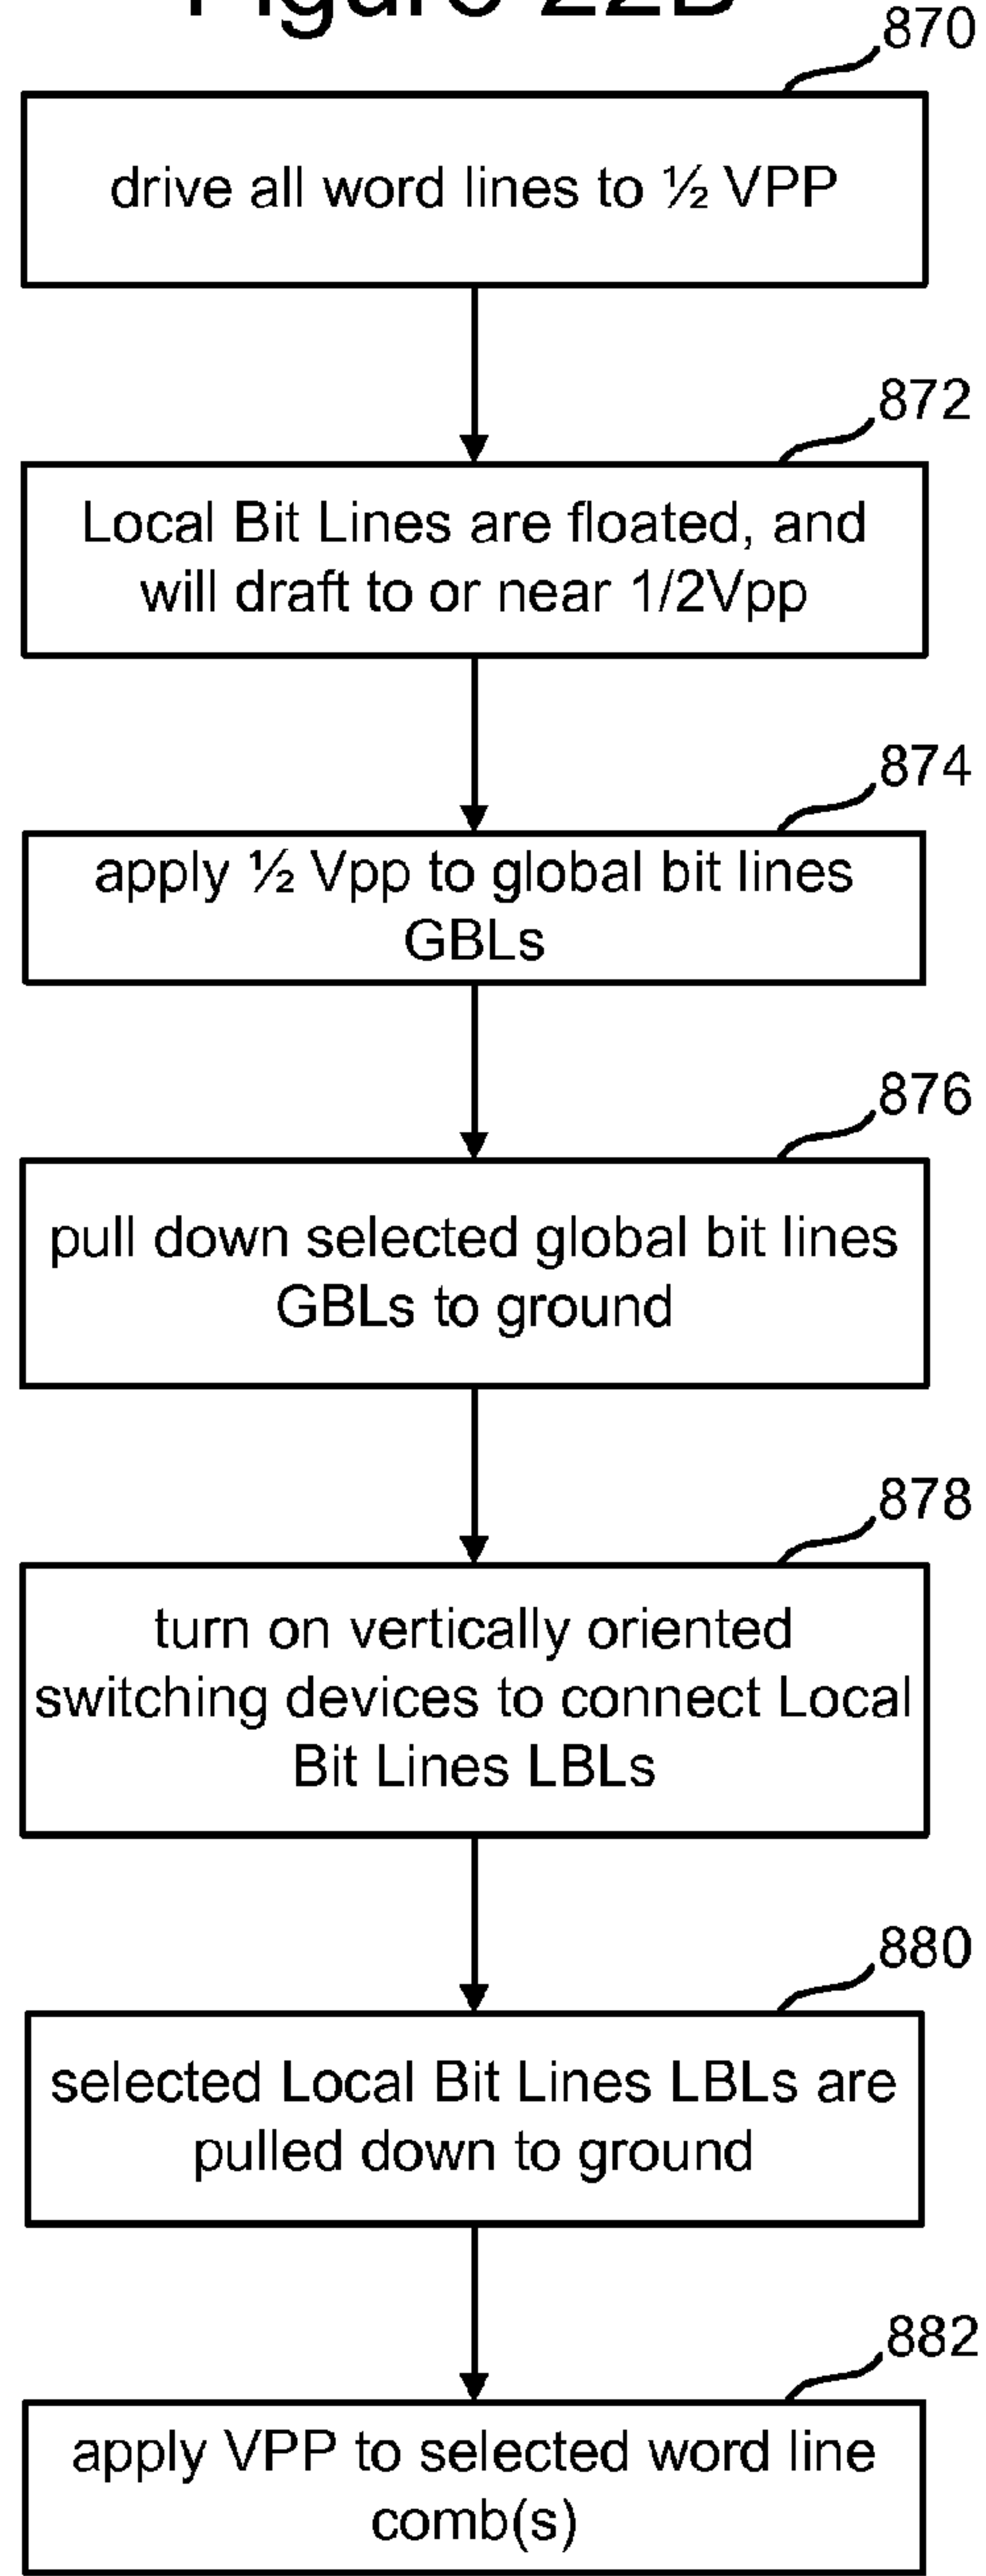 Figure 22B
870
drive all word lines to ½ VPP
872
Local Bit Lines are floated, and
will draft to or near 1/2Vpp
874
apply ½ Vpp to global bit lines
GBLs
876
pull down selected global bit lines
GBLs to ground
878
turn on vertically oriented
switching devices to connect Local
Bit Lines LBLs
880
selected Local Bit Lines LBLs are
pulled down to ground
882
apply VPP to selected word line
comb(s)